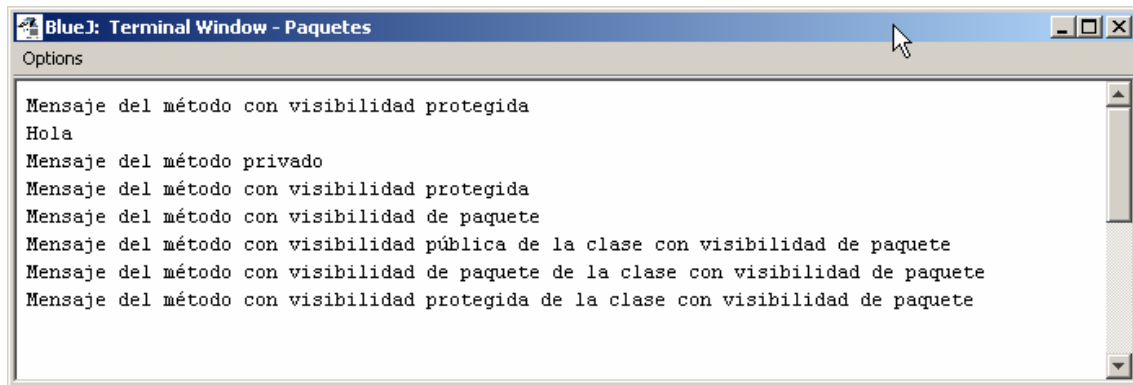 BlueJ: Terminal Window - Paquetes
Options
Mensaje del método con visibilidad protegida
Hola
Mensaje del método privado
Mensaje del método con visibilidad protegida
Mensaje del método con visibilidad de paquete
Mensaje del método con visibilidad pública de la clase con visibilidad de paquete
Mensaje del método con visibilidad de paquete de la clase con visibilidad de paquete
Mensaje del método con visibilidad protegida de la clase con visibilidad de paquete